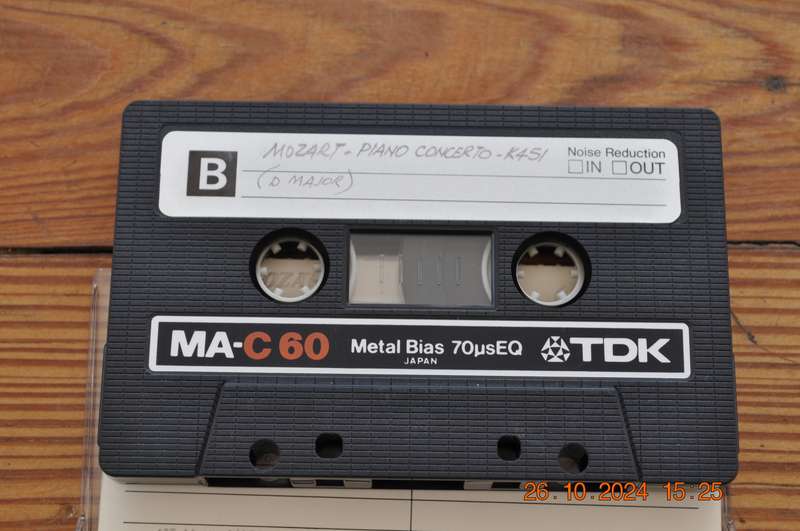 B
MOZART - PIANO CONCERTO - K451
(D MAJOR)
Noise Reduction
IN OUT
MA-C 60 Metal Bias 70µsEQ TDK
JAPAN
26.10.2024 15:25